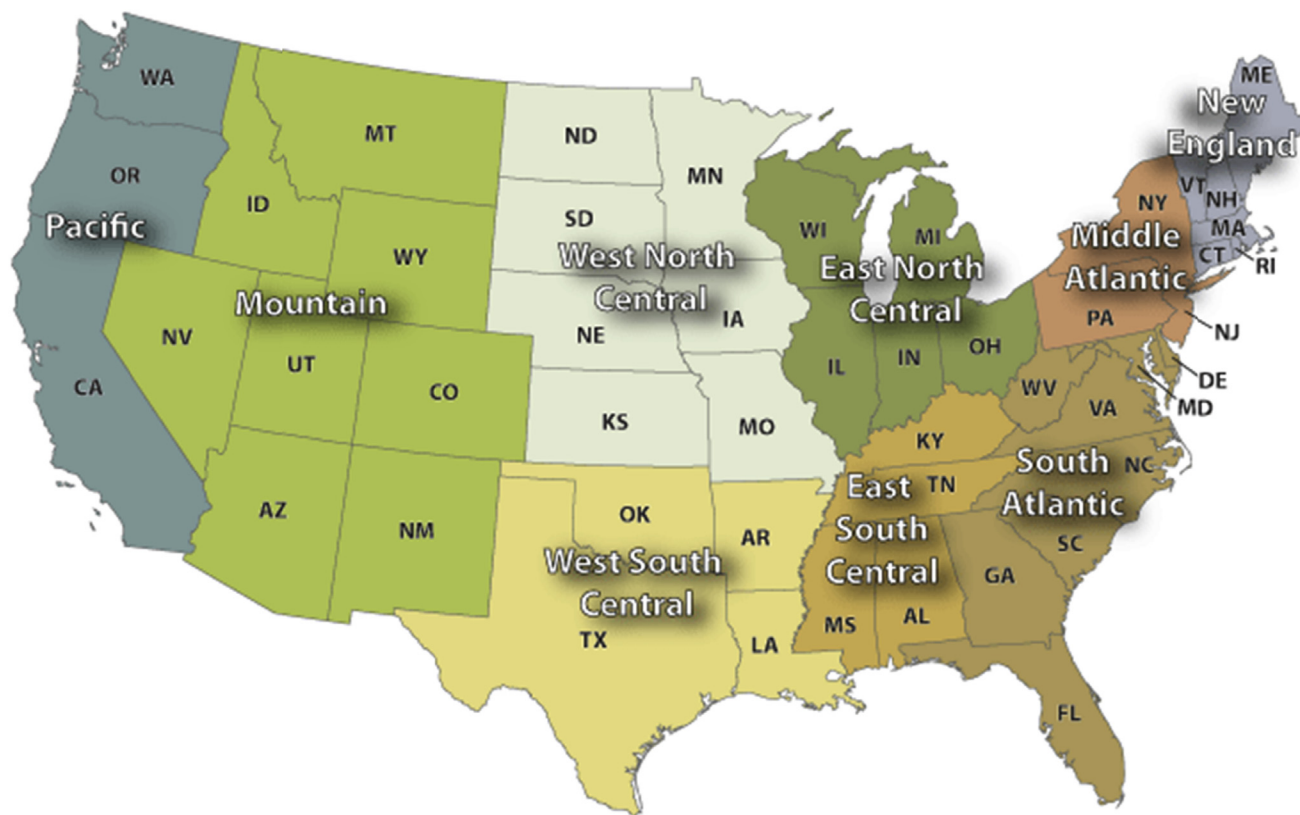 WA
OR
Pacific
CA
MT
ID
WY
Mountain
NV
UT
CO
AZ
NM
ND
MN
SD
West North
Central
NE
IA
KS
MO
WI
MI
East North
Central
IL
IN
OH
ME
New
England
VT
NH
MA
CT
RI
NY
Middle
Atlantic
PA
NJ
DE
MD
WV
VA
KY
TN
East
South
Central
MS
AL
South
Atlantic
NC
SC
GA
FL
OK
AR
West South
Central
TX
LA